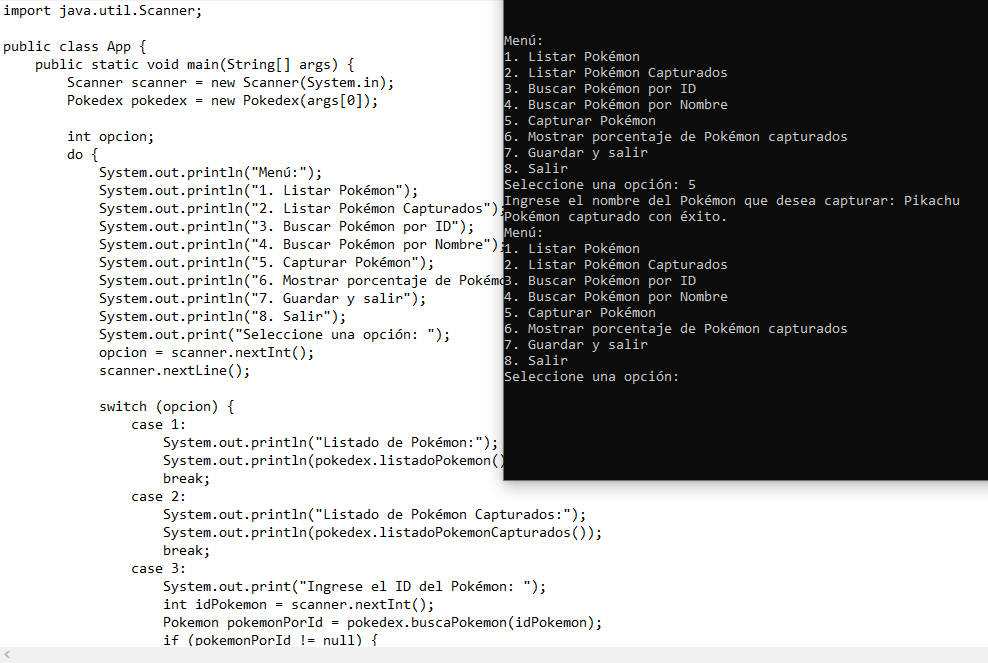 import java.util.Scanner;
public class App {
public static void main(String[] args) {
Scanner scanner = new Scanner(System.in);
Pokedex pokedex = new Pokedex(args[0]);
int opcion;
do {
System.out.println("Menú:");
System.out.println("1. Listar Pokémon");
System.out.println("2. Listar Pokémon Capturados");
System.out.println("3. Buscar Pokémon por ID");
System.out.println("4. Buscar Pokémon por Nombre");
System.out.println("5. Capturar Pokémon");
System.out.println("6. Mostrar porcentaje de Pokémo
System.out.println("7. Guardar y salir");
System.out.println("8. Salir");
System.out.print("Seleccione una opción: ");
opcion = scanner.nextInt();
scanner.nextLine();
switch (opcion) {
case 1:
System.out.println("Listado de Pokémon:");
System.out.println(pokedex.listadoPokemon()
break;
case 2:
System.out.println("Listado de Pokémon Capturados:");
System.out.println(pokedex.listadoPokemonCapturados());
break;
case 3:
System.out.print("Ingrese el ID del Pokémon: ");
int idPokemon = scanner.nextInt();
Pokemon pokemonPorId = pokedex.buscaPokemon(idPokemon);
if (pokemonPorId != null) {
Menú:
1. Listar Pokémon
2. Listar Pokémon Capturados
3. Buscar Pokémon por ID
4. Buscar Pokémon por Nombre
5. Capturar Pokémon
6. Mostrar porcentaje de Pokémon capturados
7. Guardar y salir
8. Salir
Seleccione una opción: 5
Ingrese el nombre del Pokémon que desea capturar: Pikachu
Pokémon capturado con éxito.
Menú:
1. Listar Pokémon
2. Listar Pokémon Capturados
3. Buscar Pokémon por ID
4. Buscar Pokémon por Nombre
5. Capturar Pokémon
6. Mostrar porcentaje de Pokémon capturados
7. Guardar y salir
8. Salir
Seleccione una opción: